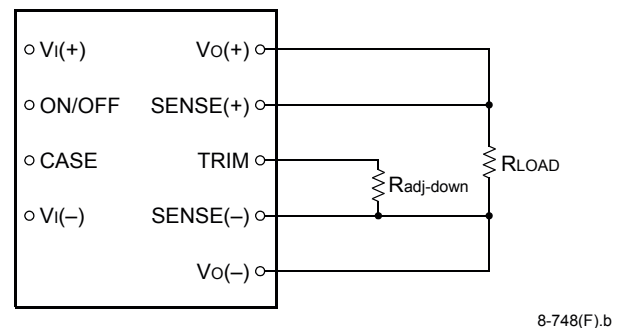 VI(+)
VO(+)
ON/OFF
SENSE(+)
CASE
TRIM
RLOAD
Radj-down
VI(–)
SENSE(–)
VO(–)
8-748(F).b